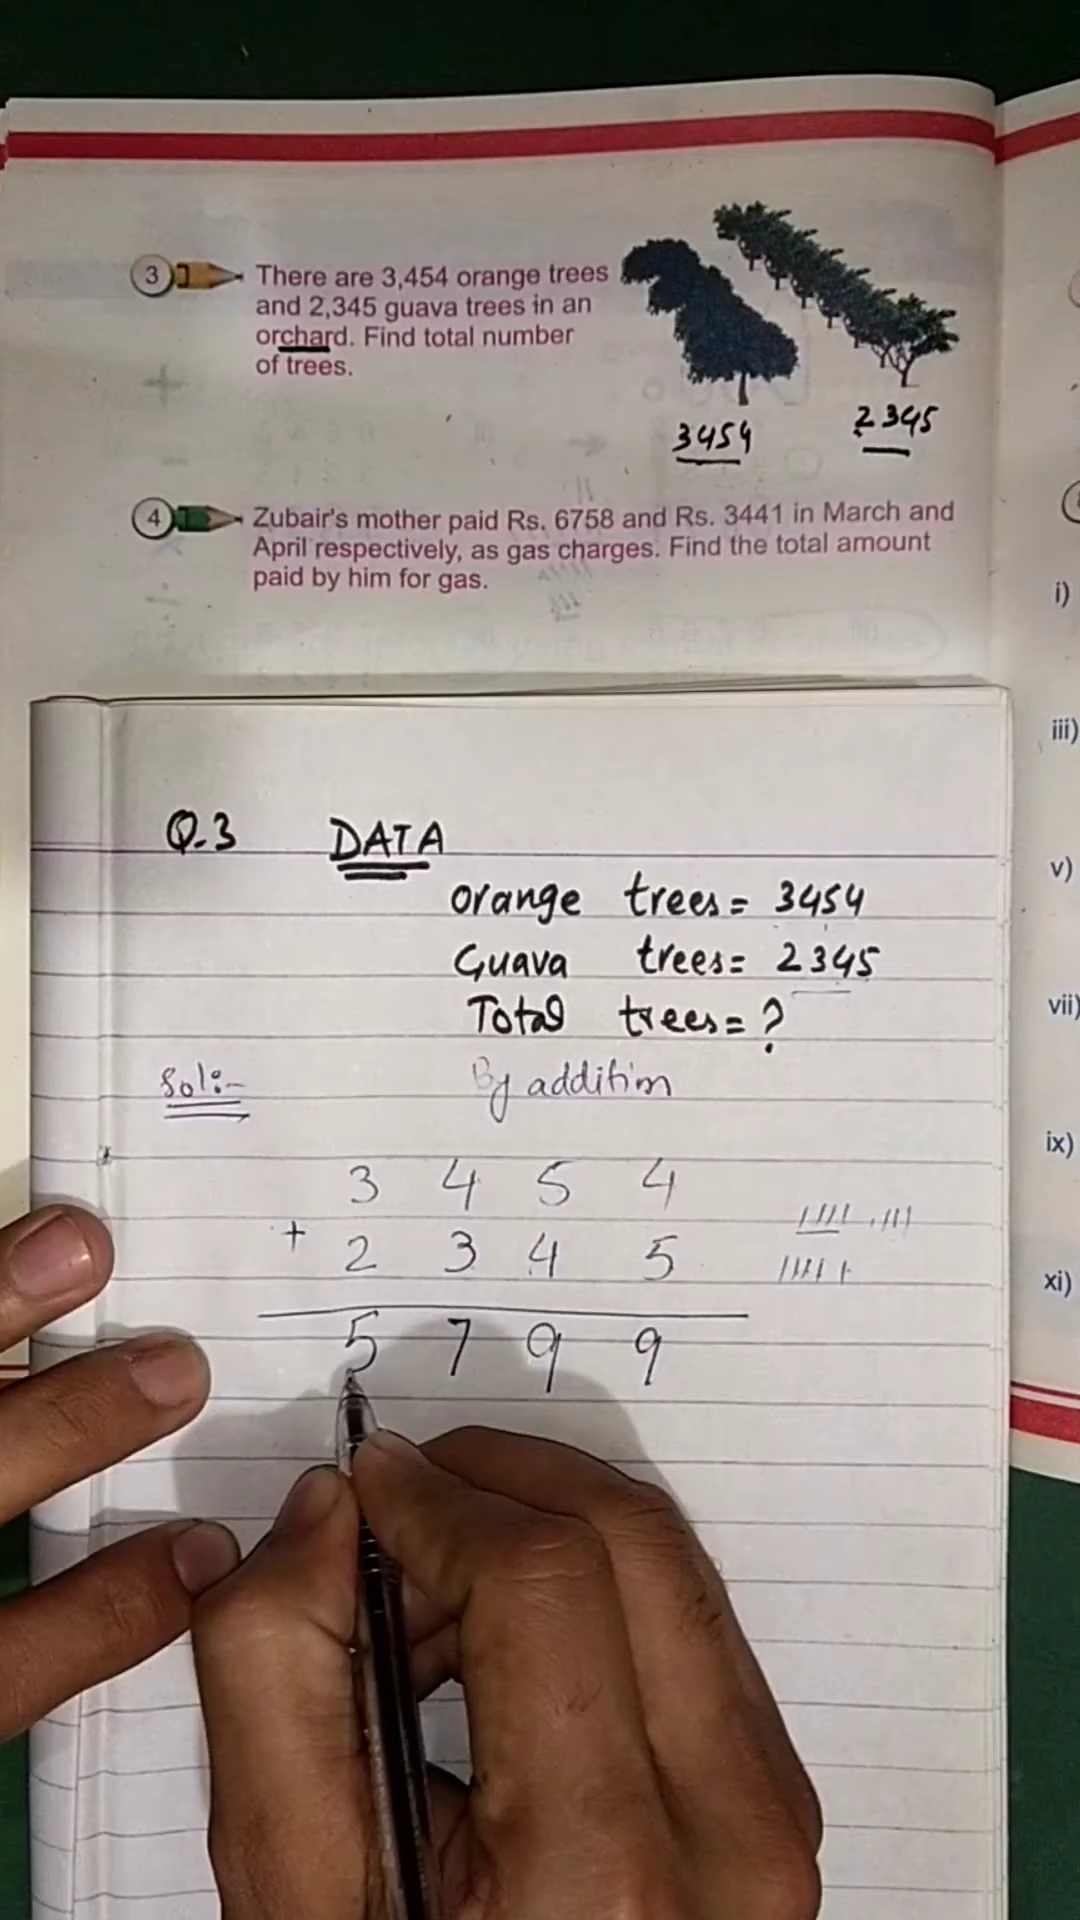 3 There are 3,454 orange trees
and 2,345 guava trees in an
orchard. Find total number
of trees.
3454
2345
4 Zubair's mother paid Rs. 6758 and Rs. 3441 in March and
April respectively, as gas charges. Find the total amount
paid by him for gas.
i)
iii)
v)
vii)
ix)
xi)
Q.3 DATA
Orange trees = 3454
Guava trees = 2345
Total trees = ?
Sol:- By addition
3 4 5 4
+ 2 3 4 5
5 7 9 9